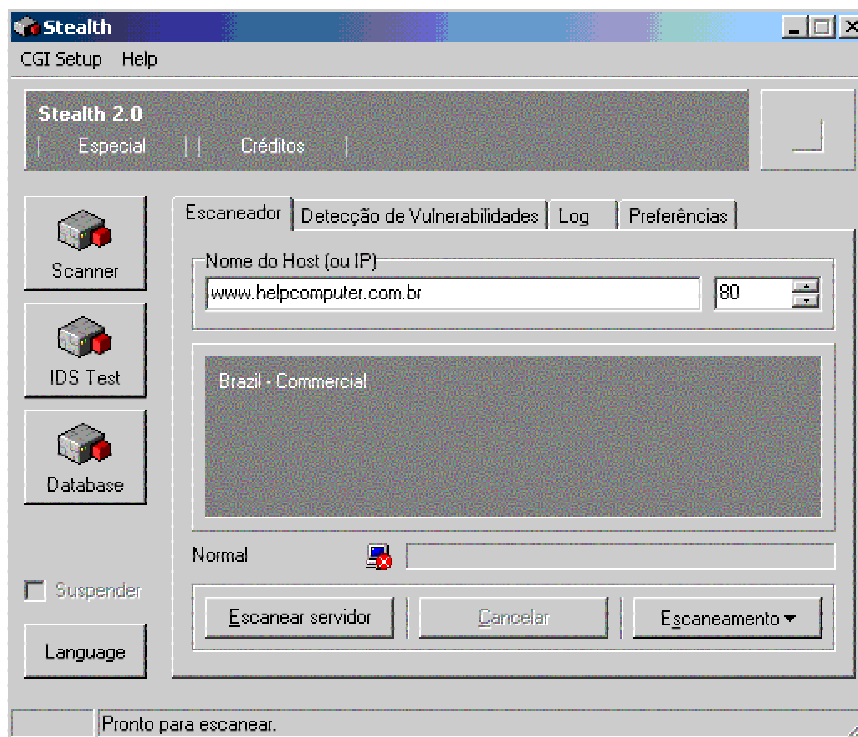 Stealth
CGI Setup Help
Stealth 2.0
Especial Créditos
Scanner
IDS Test
Database
Suspender
Language
Escaneador Detecção de Vulnerabilidades Log Preferências
Nome do Host (ou IP)
www.helpcomputer.com.br 80
Brazil - Commercial
Normal
Escanear servidor Cancelar Escaneamento
Pronto para escanear.